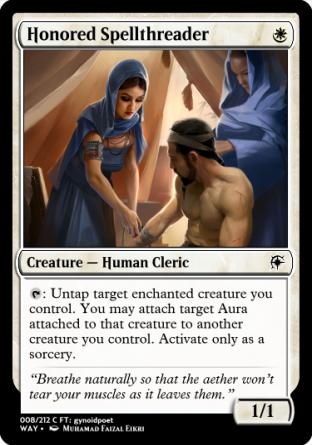 Honored Spellthreader
Creature — Human Cleric
: Untap target enchanted creature you
control. You may attach target Aura
attached to that creature to another
creature you control. Activate only as a
sorcery.
“Breathe naturally so that the aether won’t
tear your muscles as it leaves them.”
1/1
008/212 C FT: gynoidpoet
WAY • Muhamad Faizal Fikri